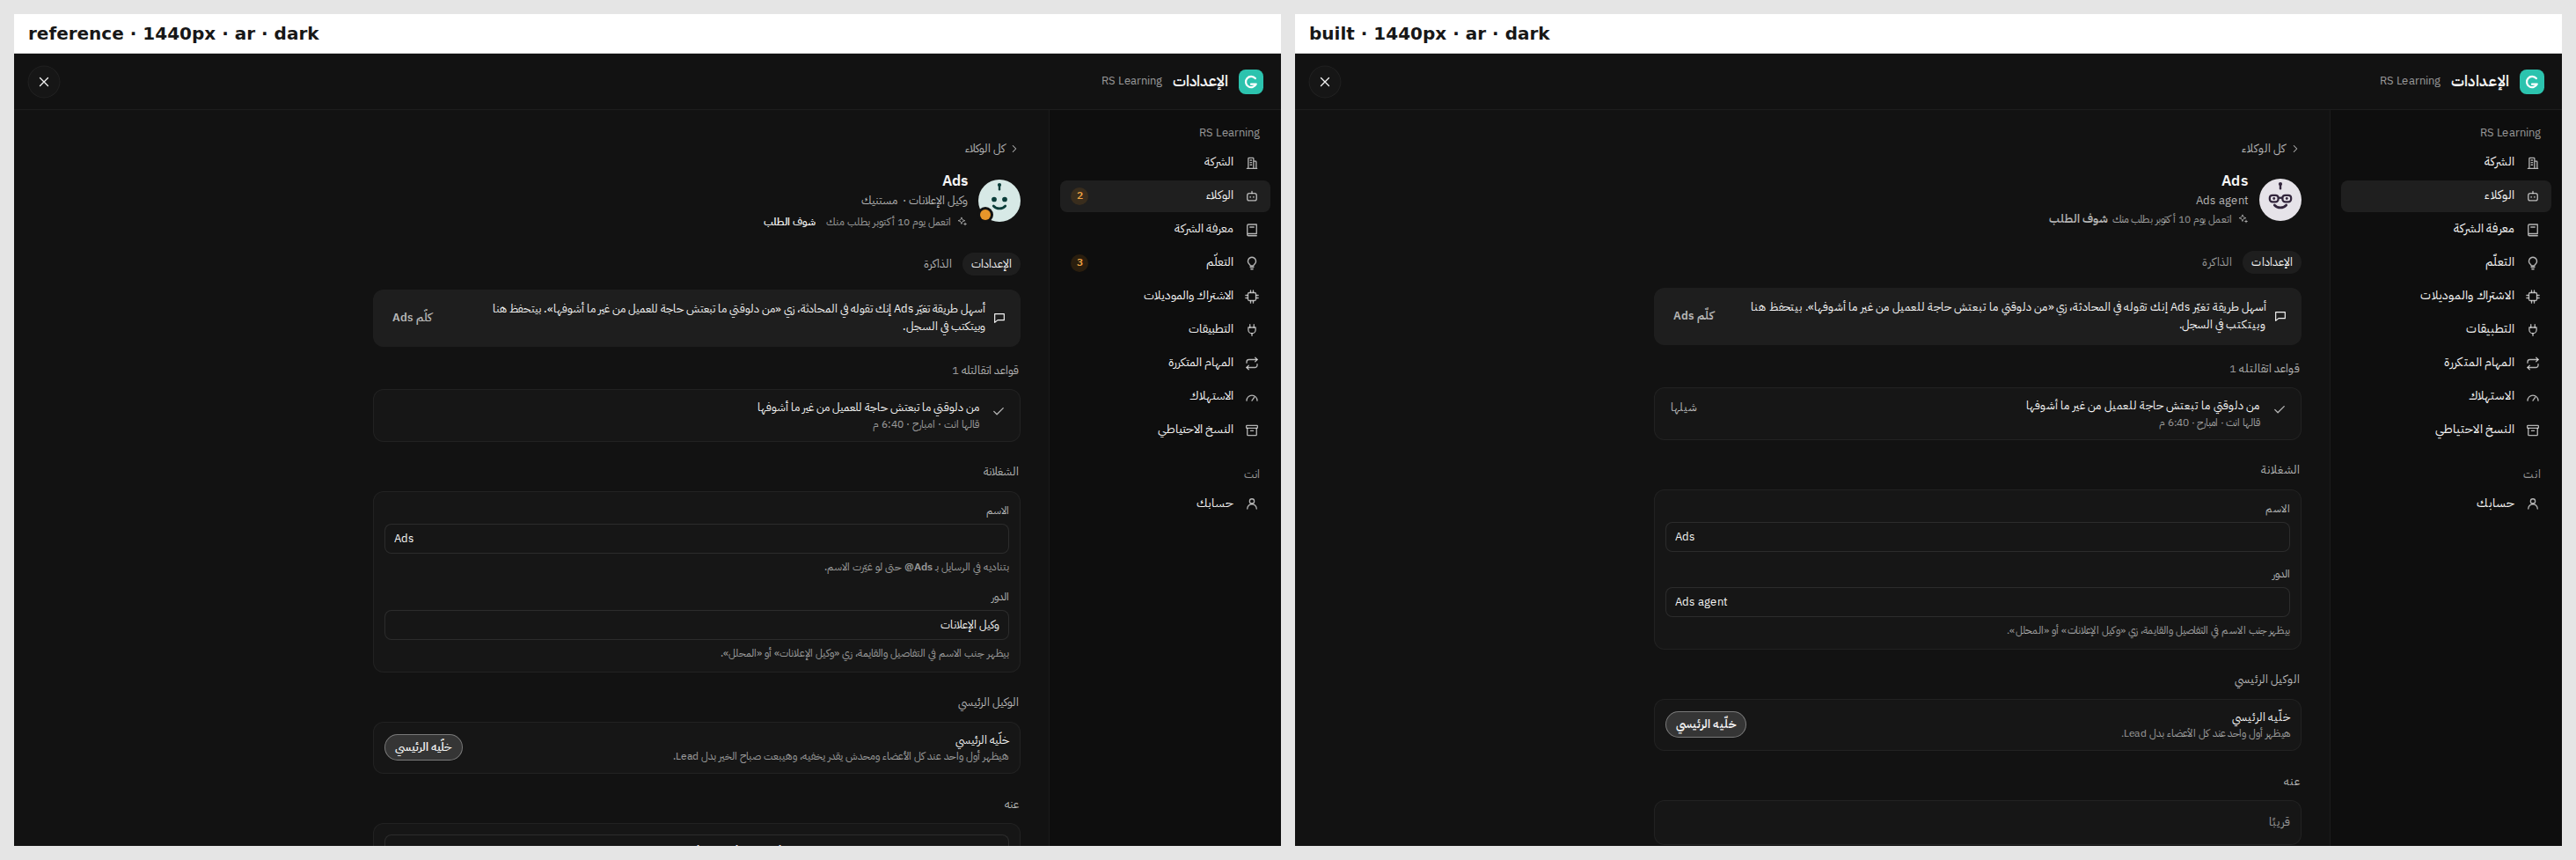 reference · 1440px · ar · dark
الإعدادات RS Learning
RS Learning
الشركة
الوكلاء 2
معرفة الشركة
التعلّم 3
الاشتراك والموديلات
التطبيقات
المهام المتكررة
الاستهلاك
النسخ الاحتياطي
انت
حسابك
كل الوكلاء
Ads
وكيل الإعلانات · مستنيك
اتعمل يوم 10 أكتوبر بطلب منك شوف الطلب
الإعدادات الذاكرة
أسهل طريقة تغيّر Ads إنك تقوله في المحادثة، زي «من دلوقتي ما تبعتش حاجة للعميل من غير ما أشوفها». بيتحفظ هنا
وبيتكتب في السجل.
كلّم Ads
قواعد اتقالتله 1
من دلوقتي ما تبعتش حاجة للعميل من غير ما أشوفها
قالها انت · امبارح · 6:40 م
الشغلانة
الاسم
Ads
بتناديه في الرسايل بـ @Ads حتى لو غيّرت الاسم.
الدور
وكيل الإعلانات
بيظهر جنب الاسم في التفاصيل والقايمة، زي «وكيل الإعلانات» أو «المحلل».
الوكيل الرئيسي
خلّيه الرئيسي
هيظهر أول واحد عند كل الأعضاء ومحدش يقدر يخفيه، وهيبعت صباح الخير بدل Lead.
خلّيه الرئيسي
عنه
built · 1440px · ar · dark
الإعدادات RS Learning
RS Learning
الشركة
الوكلاء
معرفة الشركة
التعلّم
الاشتراك والموديلات
التطبيقات
المهام المتكررة
الاستهلاك
النسخ الاحتياطي
انت
حسابك
كل الوكلاء
Ads
Ads agent
اتعمل يوم 10 أكتوبر بطلب منك شوف الطلب
الإعدادات الذاكرة
أسهل طريقة تغيّر Ads إنك تقوله في المحادثة، زي «من دلوقتي ما تبعتش حاجة للعميل من غير ما أشوفها». بيتحفظ هنا
وبيتكتب في السجل.
كلّم Ads
قواعد اتقالتله 1
من دلوقتي ما تبعتش حاجة للعميل من غير ما أشوفها
شيلها
قالها انت · امبارح · 6:40 م
الشغلانة
الاسم
Ads
الدور
Ads agent
بيظهر جنب الاسم في التفاصيل والقايمة، زي «وكيل الإعلانات» أو «المحلل».
الوكيل الرئيسي
خلّيه الرئيسي
هيظهر أول واحد عند كل الأعضاء بدل Lead.
خلّيه الرئيسي
عنه
قريبًا